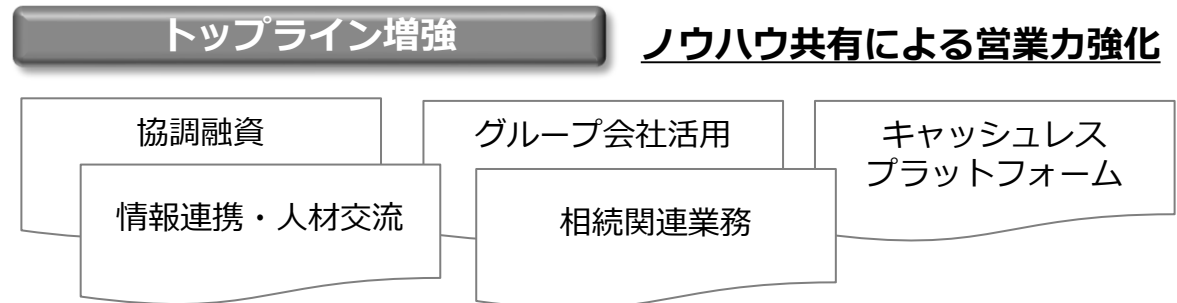 トップライン増強
ノウハウ共有による営業力強化
協調融資
グループ会社活用
キャッシュレス
プラットフォーム
情報連携・人材交流
相続関連業務